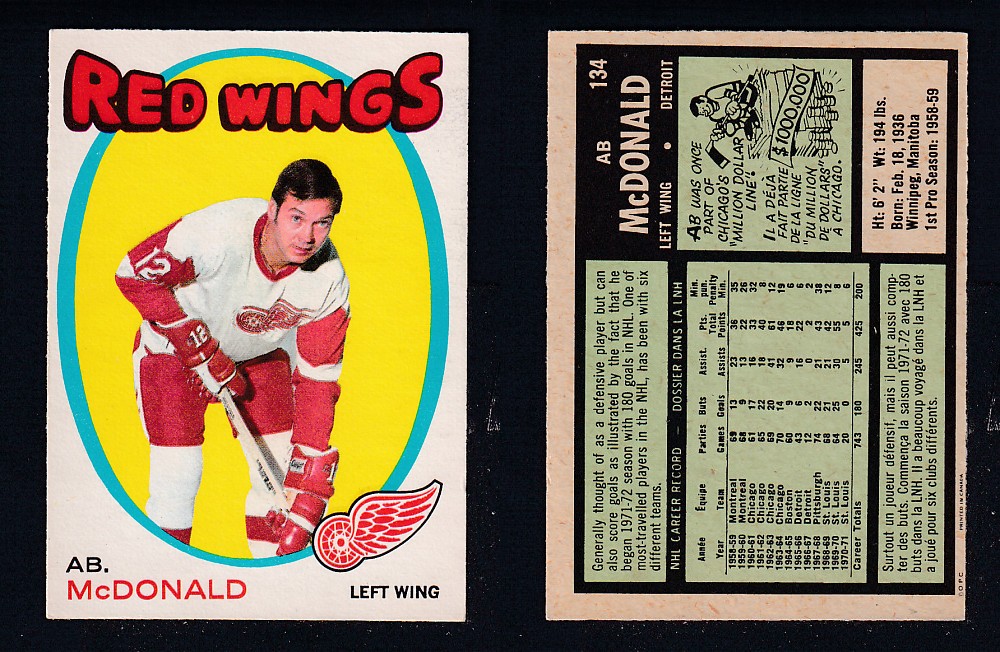 RED WINGS
12
12
AB.
McDONALD
LEFT WING
AB 134
McDONALD
LEFT WING • DETROIT
AB WAS ONCE
PART OF
CHICAGO'S
"MILLION DOLLAR
LINE".
IL A DÉJÀ
FAIT PARTIE
DE LA LIGNE
"DU MILLION
DE DOLLARS"
À CHICAGO.
$1000,000
Ht: 6' 2" Wt: 194 lbs.
Born: Feb. 18, 1936
Winnipeg, Manitoba
1st Pro Season: 1958-59
Generally thought of as a defensive player but can
also score goals as illustrated by the fact that he
began 1971-72 season with 180 goals in NHL. One of
most-travelled players in the NHL, has been with six
different teams.
NHL CAREER RECORD — DOSSIER DANS LA LNH
Année Équipe Parties Buts Assist. Pts. Min. pun.
Year Team Games Goals Assists Total Points Penalty Min.
1958-59 Montreal 69 13 23 36 35
1959-60 Montreal 68 9 13 22 26
1960-61 Chicago 61 17 16 33 32
1961-62 Chicago 65 22 18 40 8
1962-63 Chicago 69 20 41 61 12
1963-64 Chicago 70 14 32 46 19
1964-65 Boston 60 9 9 18 6
1965-66 Detroit 43 6 16 22 6
1966-67 Detroit 12 2 0 2 2
1967-68 Pittsburgh 74 22 21 43 38
1968-69 St. Louis 68 21 21 42 12
1969-70 St. Louis 64 25 30 55 8
1970-71 St. Louis 20 0 5 5 6
Career Totals 743 180 245 425 200
Surtout un joueur défensif, mais il peut aussi comp-
ter des buts. Commença la saison 1971-72 avec 180
buts dans la LNH. Il a beaucoup voyagé dans la LNH et
a joué pour six clubs différents.
© O.P.C. PRINTED IN CANADA